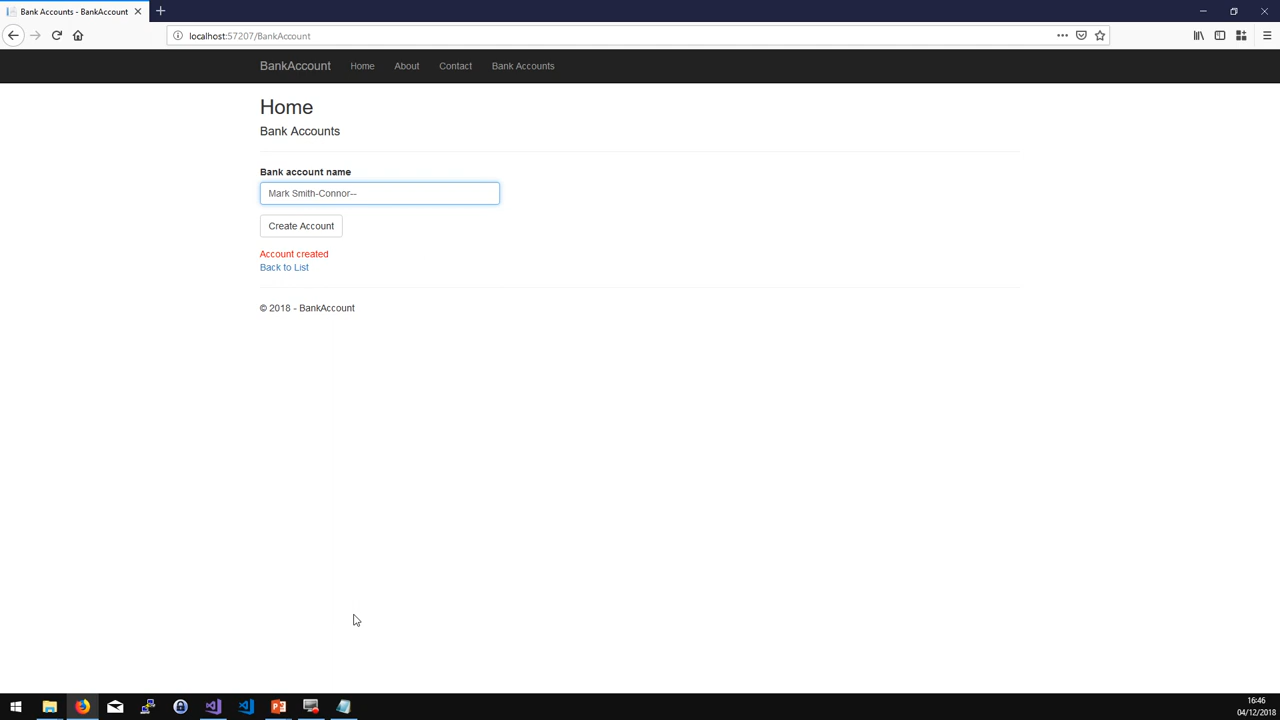 Bank Accounts - BankAccount
localhost:57207/BankAccount
BankAccount Home About Contact Bank Accounts
Home
Bank Accounts
Bank account name
Mark Smith-Connor--
Create Account
Account created
Back to List
© 2018 - BankAccount
16:46
04/12/2018